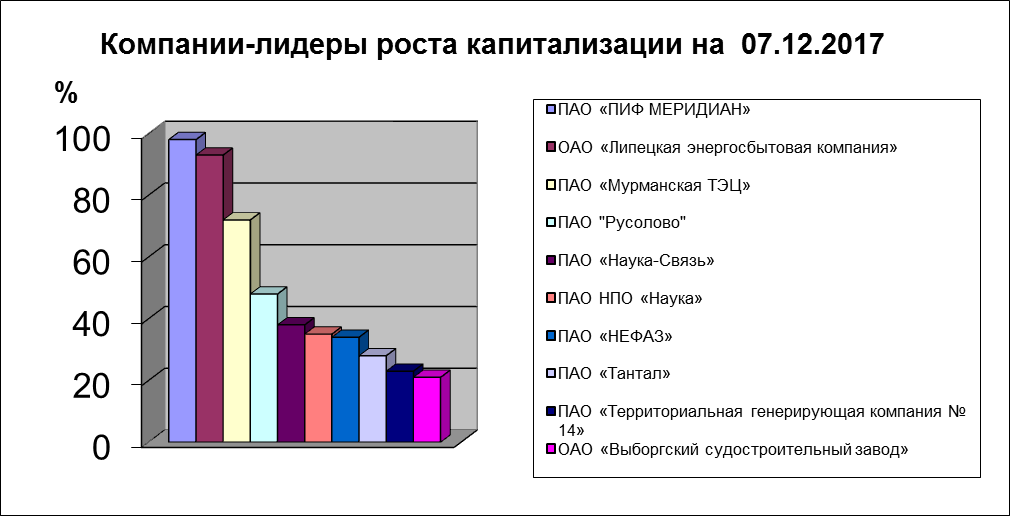 Компании-лидеры роста капитализации на 07.12.2017
%
100
80
60
40
20
0
ПАО «ПИФ МЕРИДИАН»
ОАО «Липецкая энергосбытовая компания»
ПАО «Мурманская ТЭЦ»
ПАО "Русолово"
ПАО «Наука-Связь»
ПАО НПО «Наука»
ПАО «НЕФАЗ»
ПАО «Тантал»
ПАО «Территориальная генерирующая компания №
14»
ОАО «Выборгский судостроительный завод»